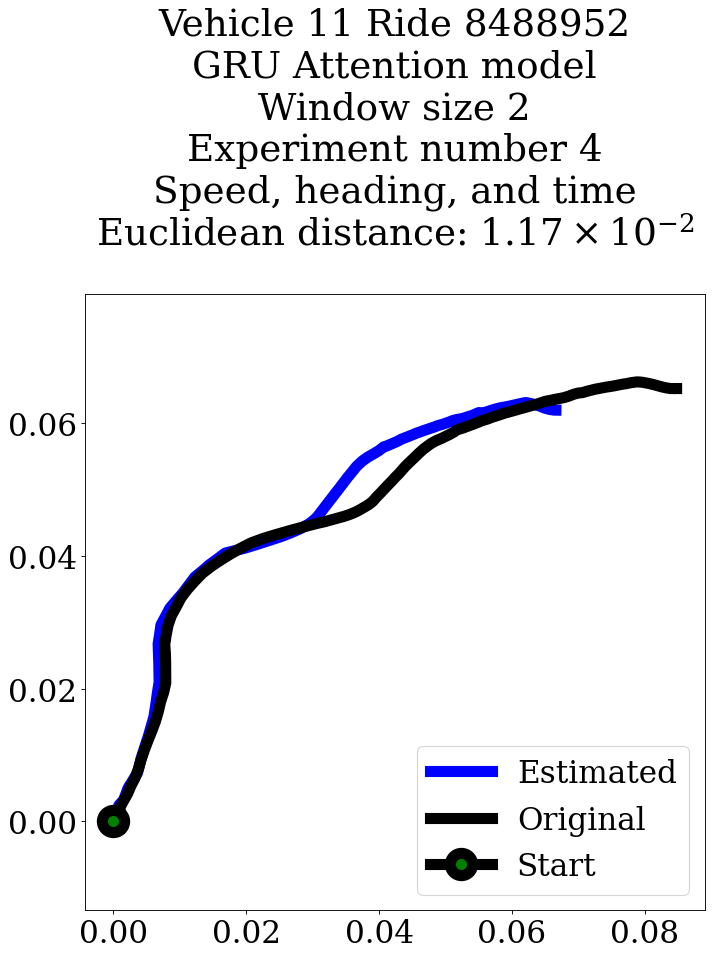 Vehicle 11 Ride 8488952
GRU Attention model
Window size 2
Experiment number 4
Speed, heading, and time
Euclidean distance: 1.17 × 10⁻²
0.06
0.04
0.02
0.00
Estimated
Original
Start
0.00 0.02 0.04 0.06 0.08